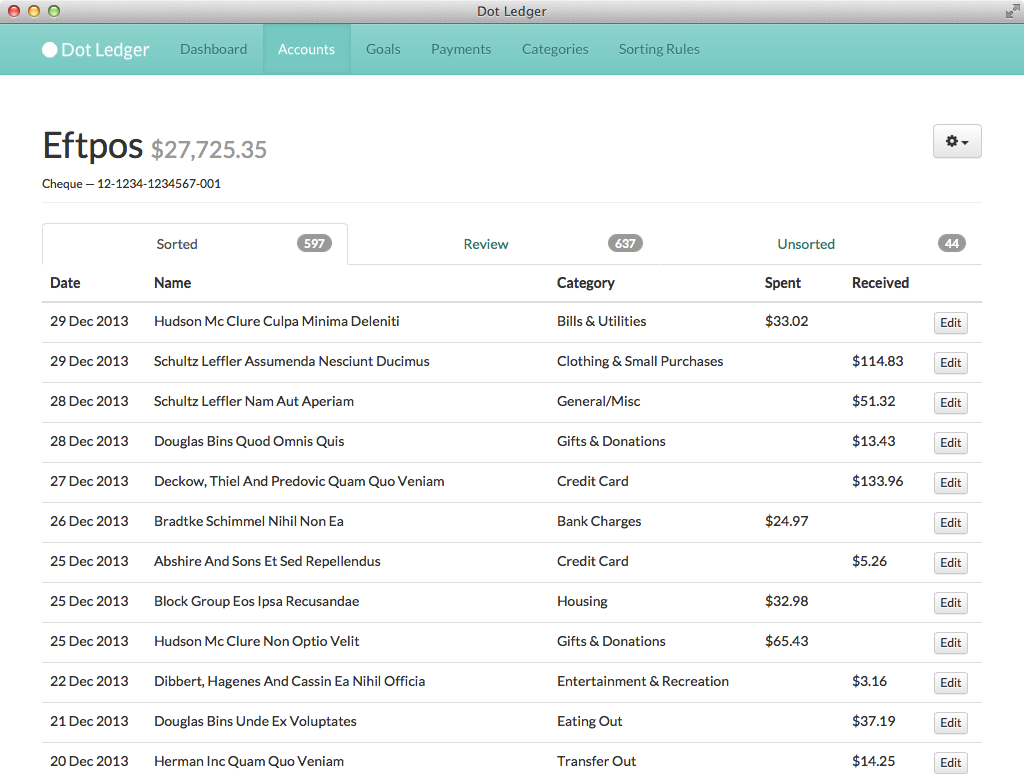 Dot Ledger
Dot Ledger Dashboard Accounts Goals Payments Categories Sorting Rules
Eftpos $27,725.35
Cheque — 12-1234-1234567-001
Sorted 597 Review 637 Unsorted 44
Date Name Category Spent Received
29 Dec 2013 Hudson Mc Clure Culpa Minima Deleniti Bills & Utilities $33.02 Edit
29 Dec 2013 Schultz Leffler Assumenda Nesciunt Ducimus Clothing & Small Purchases $114.83 Edit
28 Dec 2013 Schultz Leffler Nam Aut Aperiam General/Misc $51.32 Edit
28 Dec 2013 Douglas Bins Quod Omnis Quis Gifts & Donations $13.43 Edit
27 Dec 2013 Deckow, Thiel And Predovic Quam Quo Veniam Credit Card $133.96 Edit
26 Dec 2013 Bradtke Schimmel Nihil Non Ea Bank Charges $24.97 Edit
25 Dec 2013 Abshire And Sons Et Sed Repellendus Credit Card $5.26 Edit
25 Dec 2013 Block Group Eos Ipsa Recusandae Housing $32.98 Edit
25 Dec 2013 Hudson Mc Clure Non Optio Velit Gifts & Donations $65.43 Edit
22 Dec 2013 Dibbert, Hagenes And Cassin Ea Nihil Officia Entertainment & Recreation $3.16 Edit
21 Dec 2013 Douglas Bins Unde Ex Voluptates Eating Out $37.19 Edit
20 Dec 2013 Herman Inc Quam Quo Veniam Transfer Out $14.25 Edit